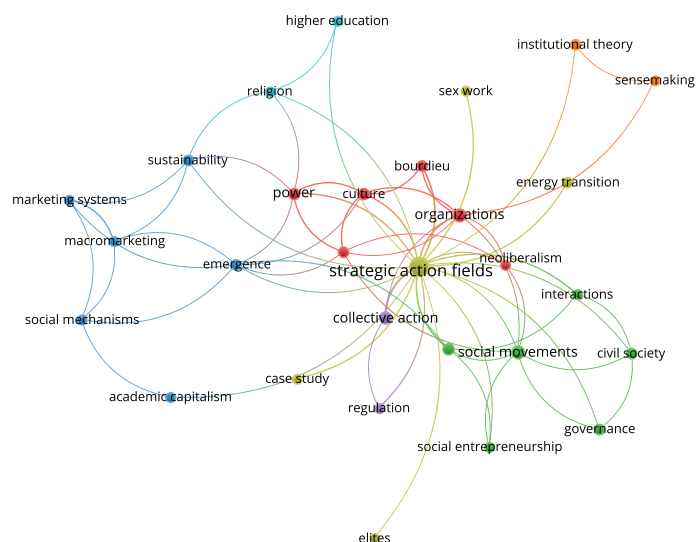 higher education
institutional theory
sensemaking
religion
sex work
sustainability
bourdieu
energy transition
marketing systems
power
culture
organizations
macromarketing
emergence
neoliberalism
strategic action fields
interactions
social mechanisms
collective action
social movements
civil society
case study
academic capitalism
regulation
governance
social entrepreneurship
elites